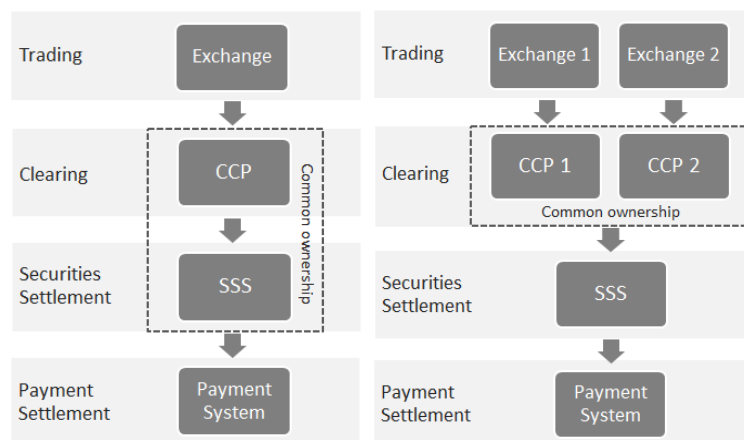 Trading
Exchange
Clearing
CCP
Common ownership
Securities
Settlement
SSS
Payment
Settlement
Payment
System
Trading
Exchange 1
Exchange 2
Clearing
CCP 1
CCP 2
Common ownership
Securities
Settlement
SSS
Payment
Settlement
Payment
System